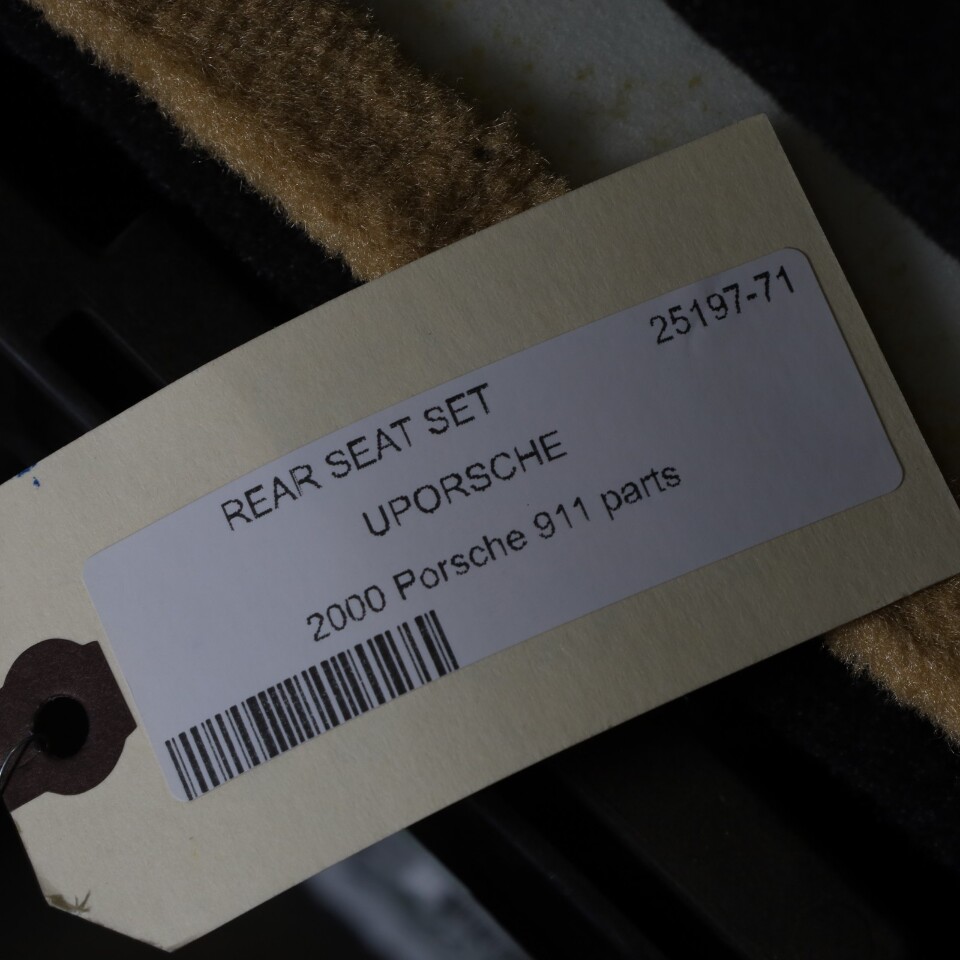 25197-71
REAR SEAT SET
UPORSCHE
2000 Porsche 911 parts